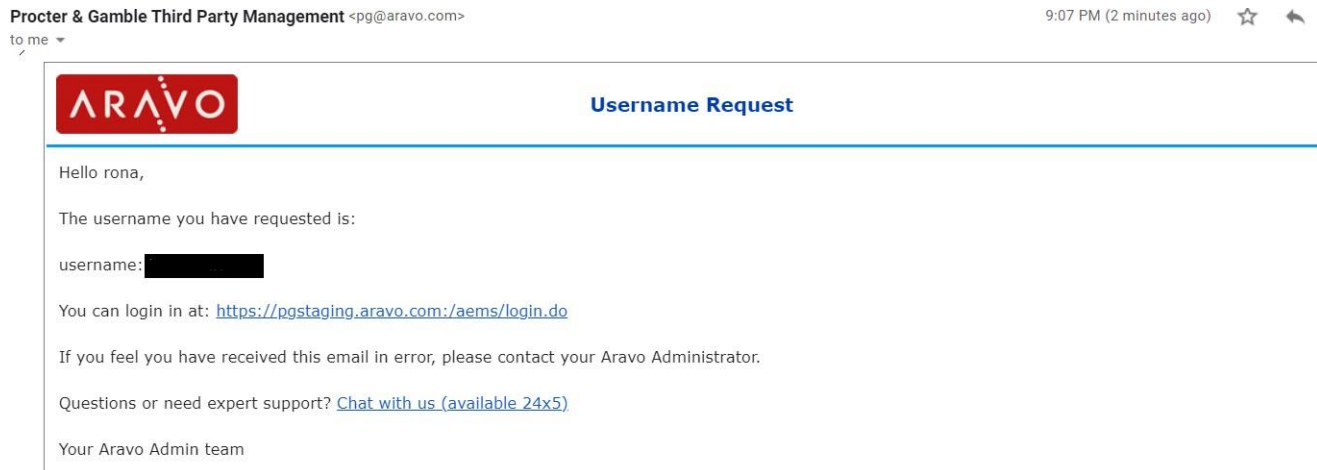 Procter & Gamble Third Party Management <pg@aravo.com>
9:07 PM (2 minutes ago)
to me
ARAVO
Username Request
Hello rona,
The username you have requested is:
username:
You can login in at: https://pgstaging.aravo.com:/aems/login.do
If you feel you have received this email in error, please contact your Aravo Administrator.
Questions or need expert support? Chat with us (available 24x5)
Your Aravo Admin team